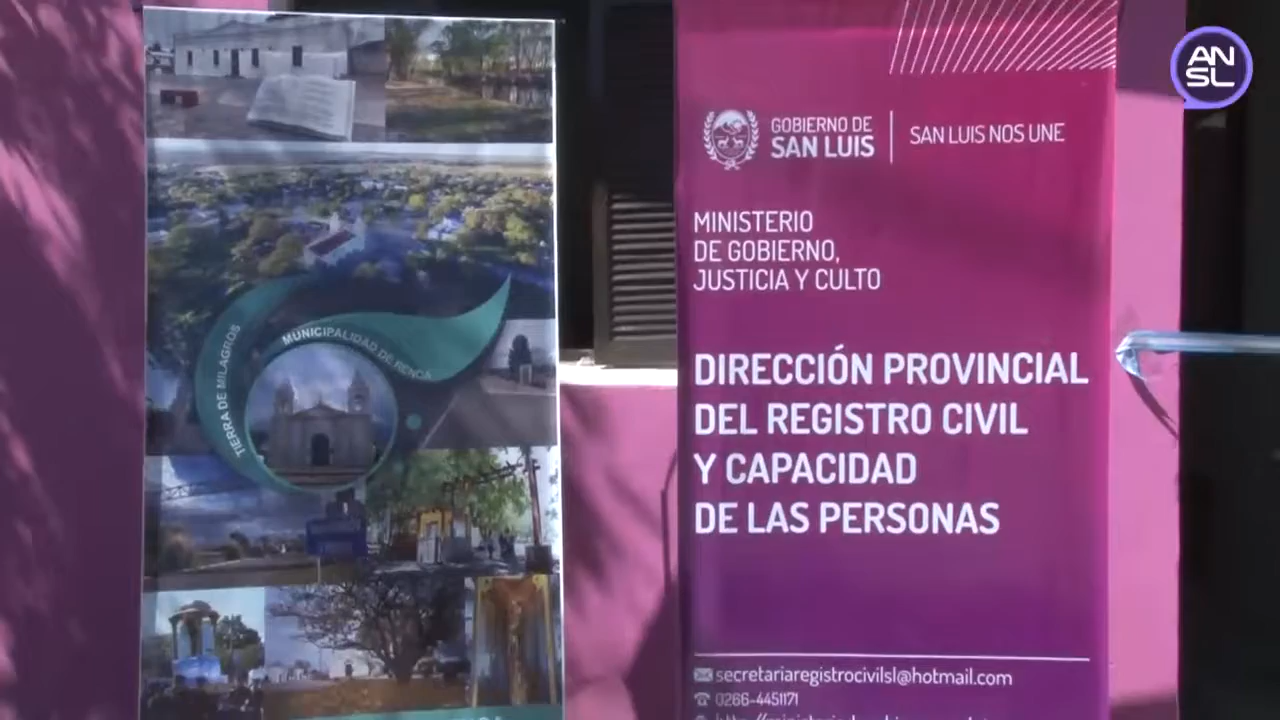 AN
SL
GOBIERNO DE
SAN LUIS
SAN LUIS NOS UNE
MINISTERIO
DE GOBIERNO,
JUSTICIA Y CULTO
DIRECCIÓN PROVINCIAL
DEL REGISTRO CIVIL
Y CAPACIDAD
DE LAS PERSONAS
secretariaregistrocivilsl@hotmail.com
0266-4451171
MUNICIPALIDAD DE RENCA
TIERRA DE MILAGROS